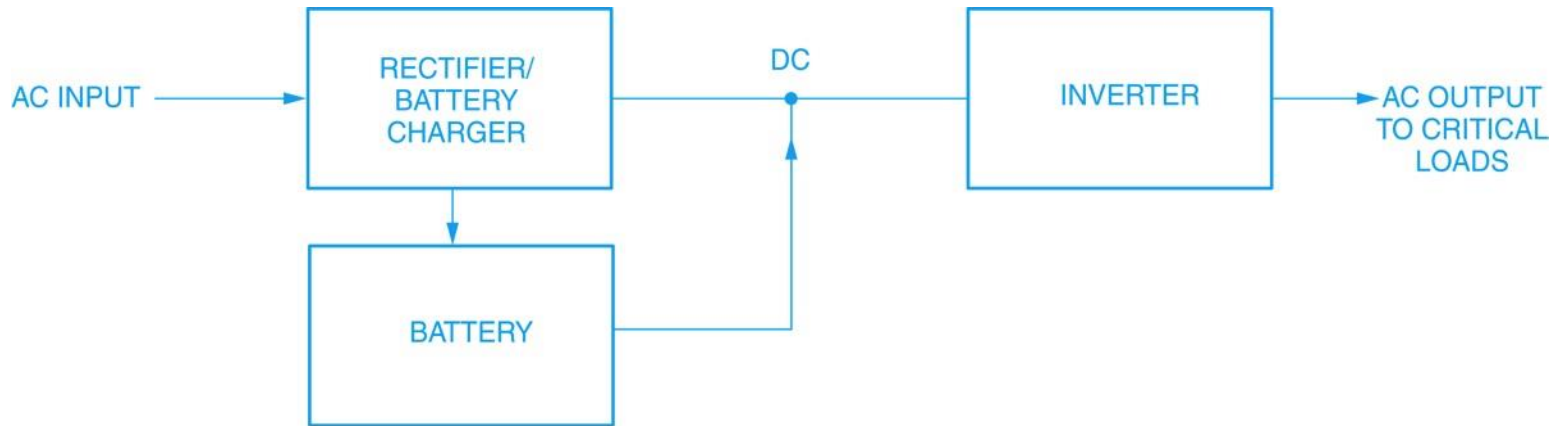 AC INPUT
RECTIFIER/
BATTERY
CHARGER
DC
INVERTER
AC OUTPUT
TO CRITICAL
LOADS
BATTERY